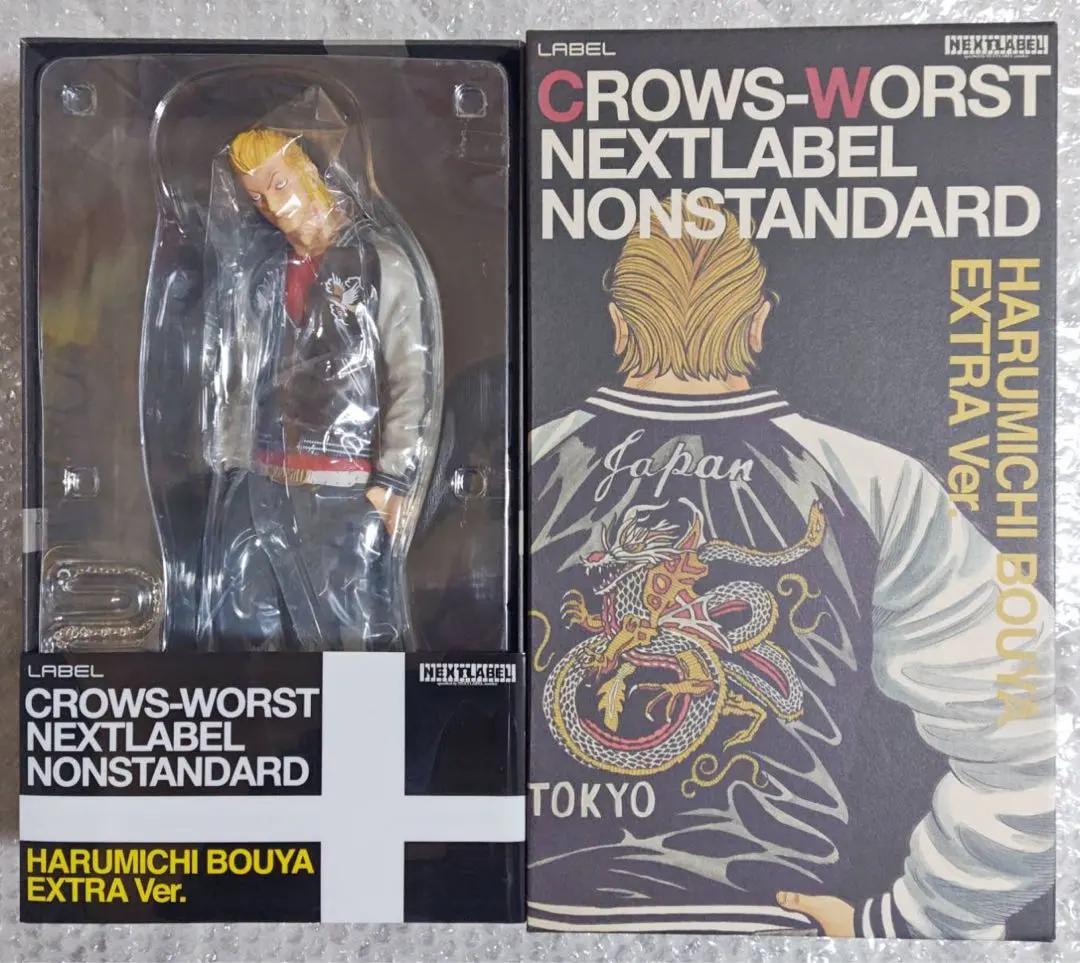 LABEL
NEXTLABEL
CROWS-WORST
NEXTLABEL
NONSTANDARD
HARUMICHI BOUYA
EXTRA Ver.
Japan
TOKYO
LABEL
NEXTLABEL
CROWS-WORST
NEXTLABEL
NONSTANDARD
HARUMICHI BOUYA
EXTRA Ver.